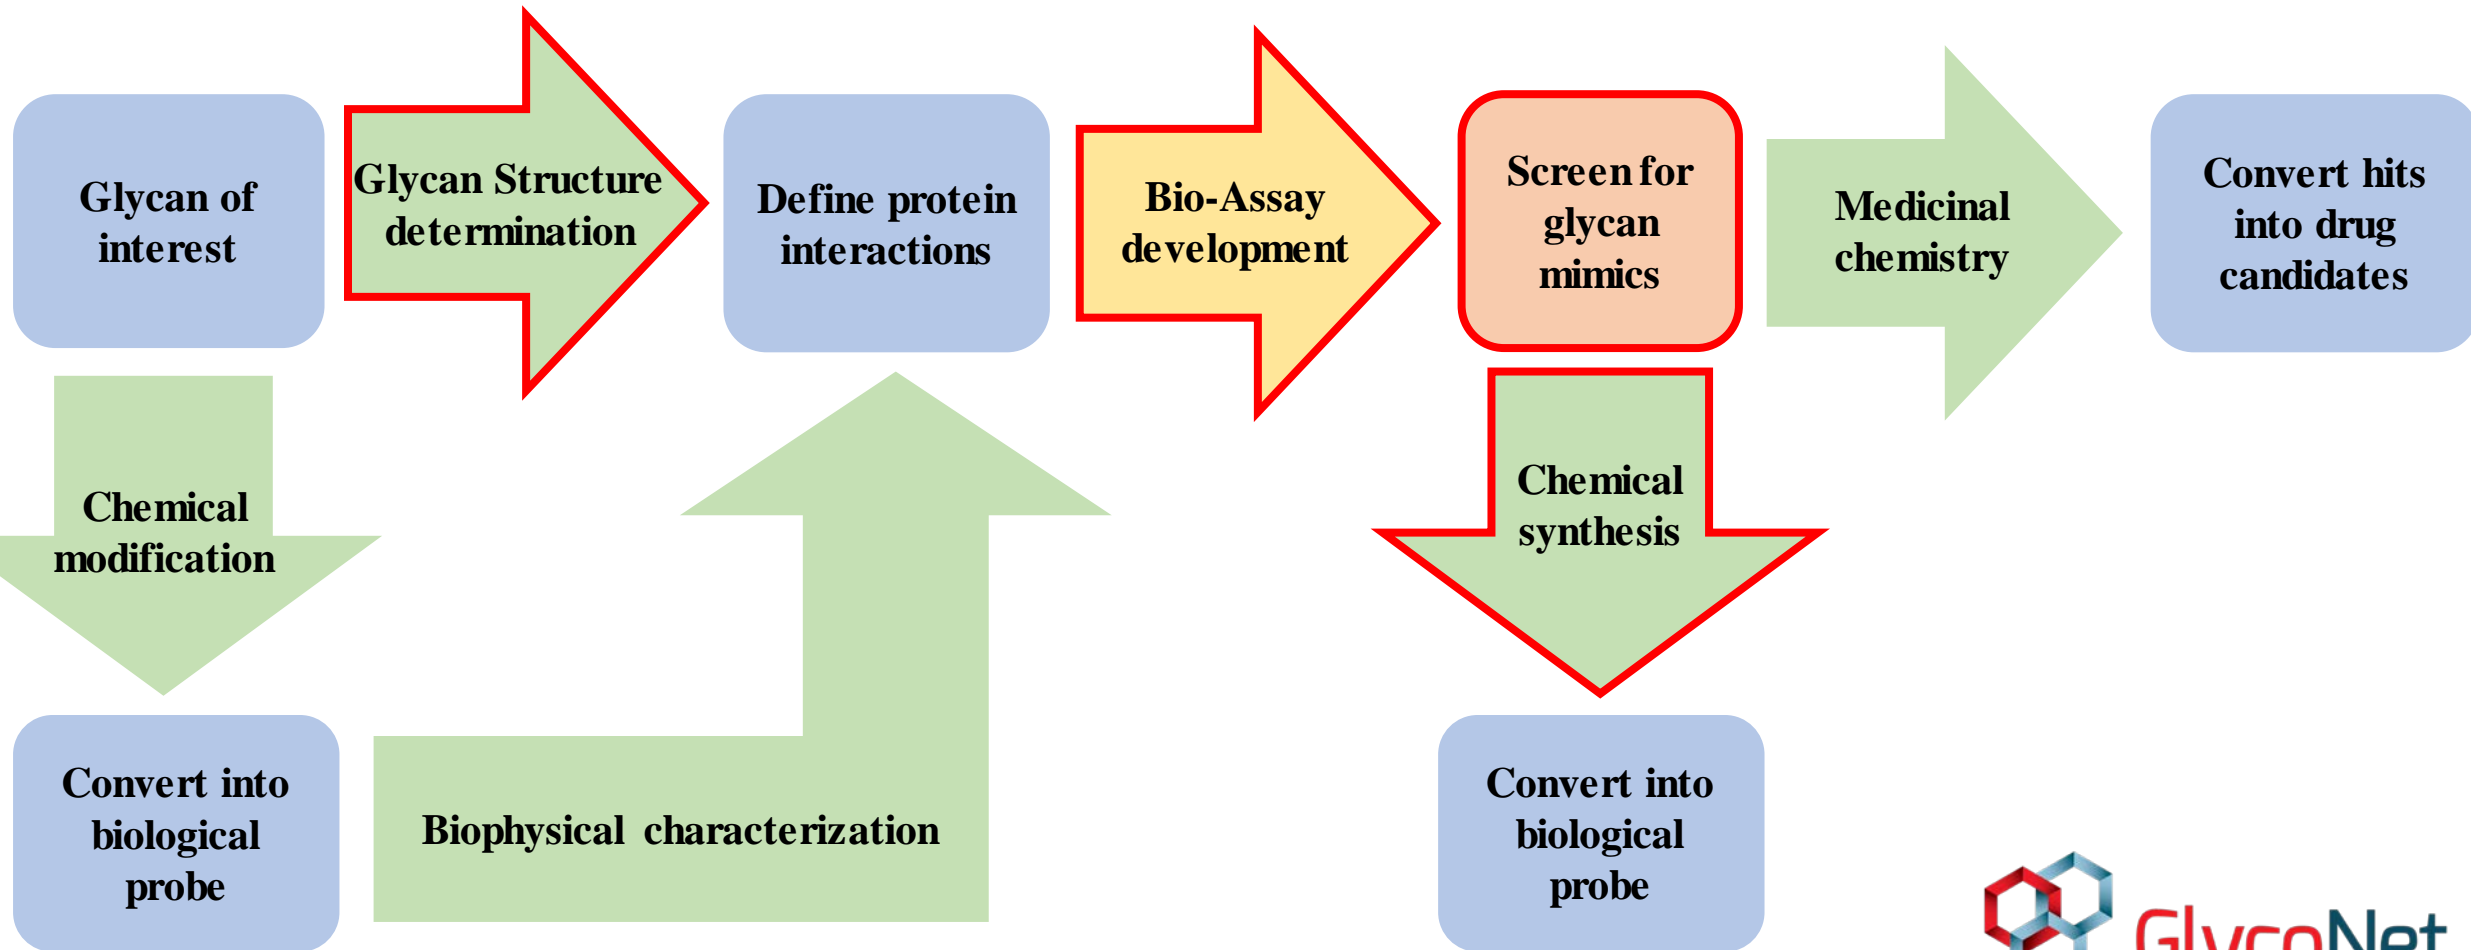 Glycan of
interest
Glycan Structure
determination
Define protein
interactions
Bio-Assay
development
Screen for
glycan
mimics
Medicinal
chemistry
Convert hits
into drug
candidates
Chemical
modification
Chemical
synthesis
Convert into
biological
probe
Biophysical characterization
Convert into
biological
probe
GlycoNet